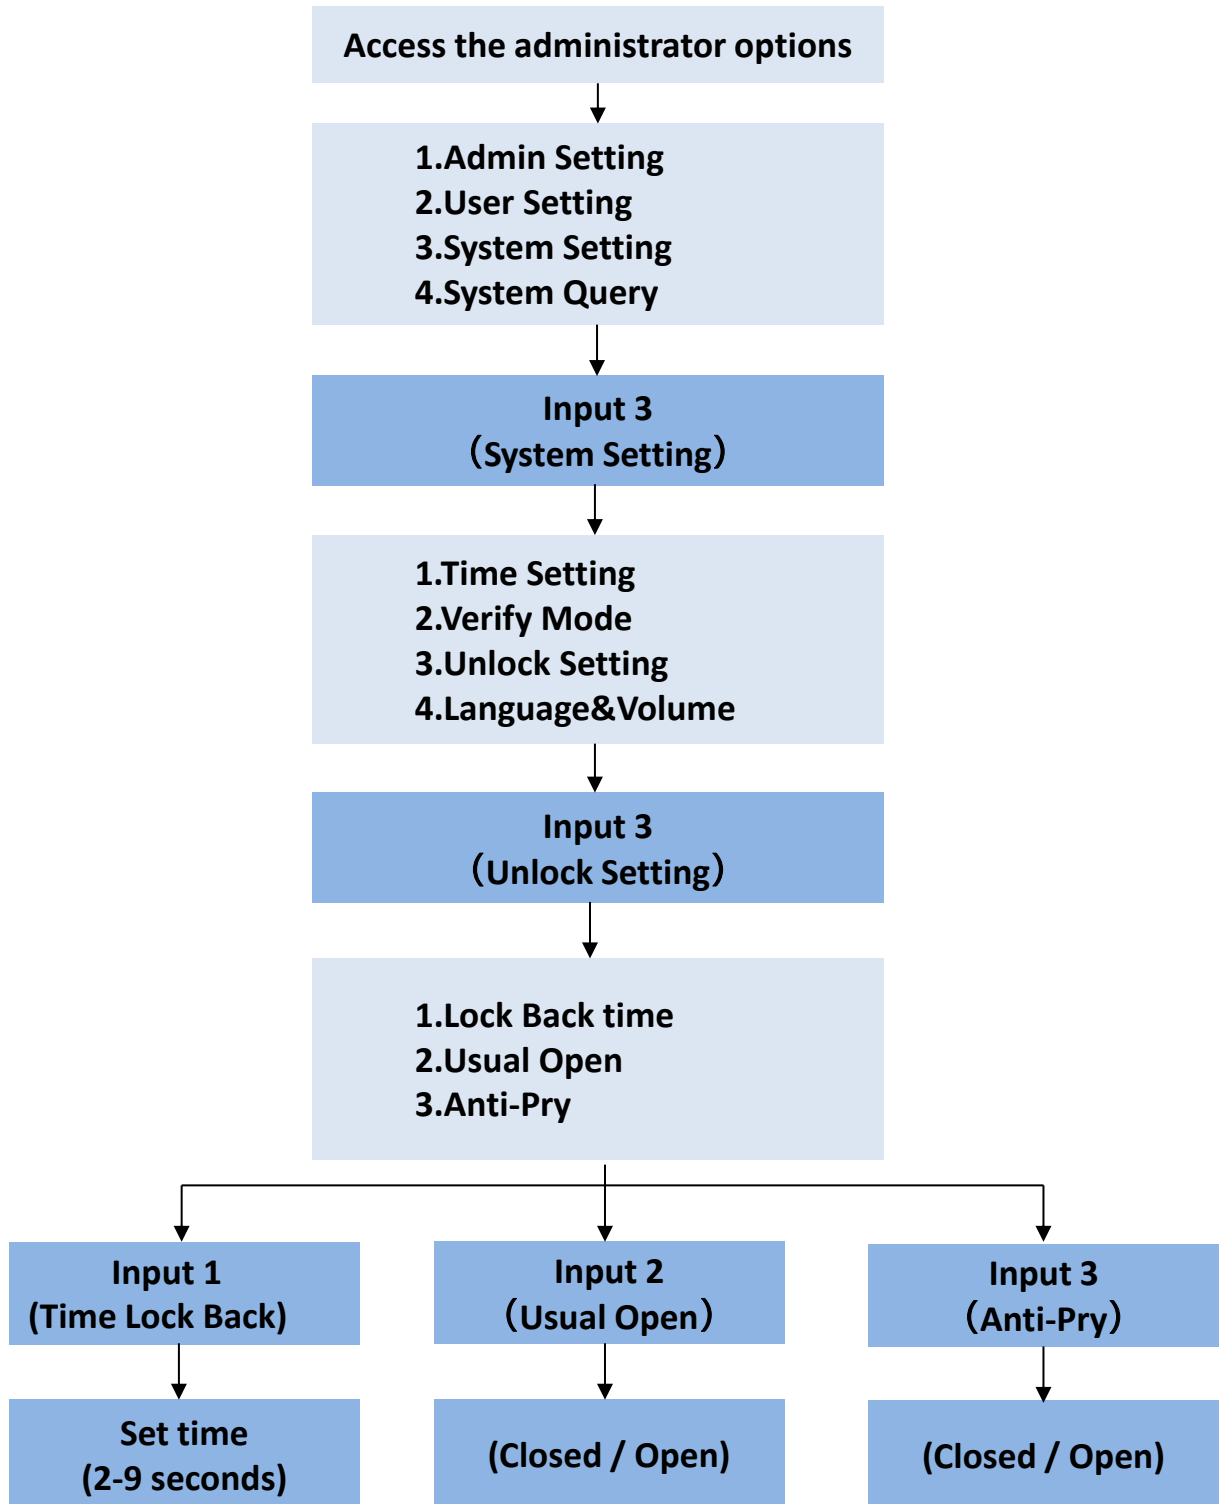 Access the administrator options
1.Admin Setting
2.User Setting
3.System Setting
4.System Query
Input 3
（System Setting）
1.Time Setting
2.Verify Mode
3.Unlock Setting
4.Language&Volume
Input 3
（Unlock Setting）
1.Lock Back time
2.Usual Open
3.Anti-Pry
Input 1
(Time Lock Back)
Input 2
（Usual Open）
Input 3
（Anti-Pry）
Set time
(2-9 seconds)
(Closed / Open)
(Closed / Open)